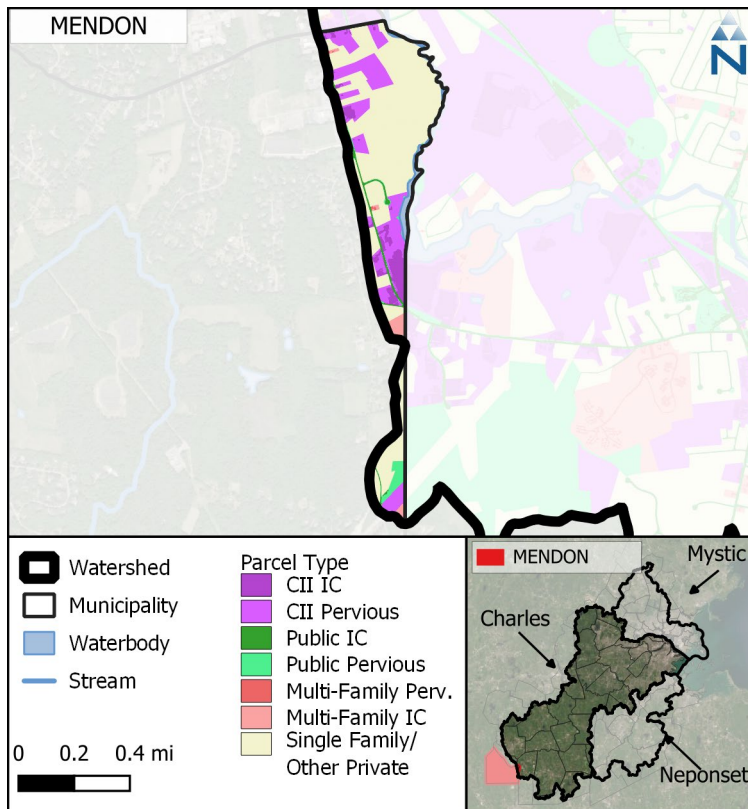 MENDON
N
Watershed
Municipality
Waterbody
Stream
0 0.2 0.4 mi
Parcel Type
CII IC
CII Pervious
Public IC
Public Pervious
Multi-Family Perv.
Multi-Family IC
Single Family/
Other Private
MENDON
Mystic
Charles
Neponset